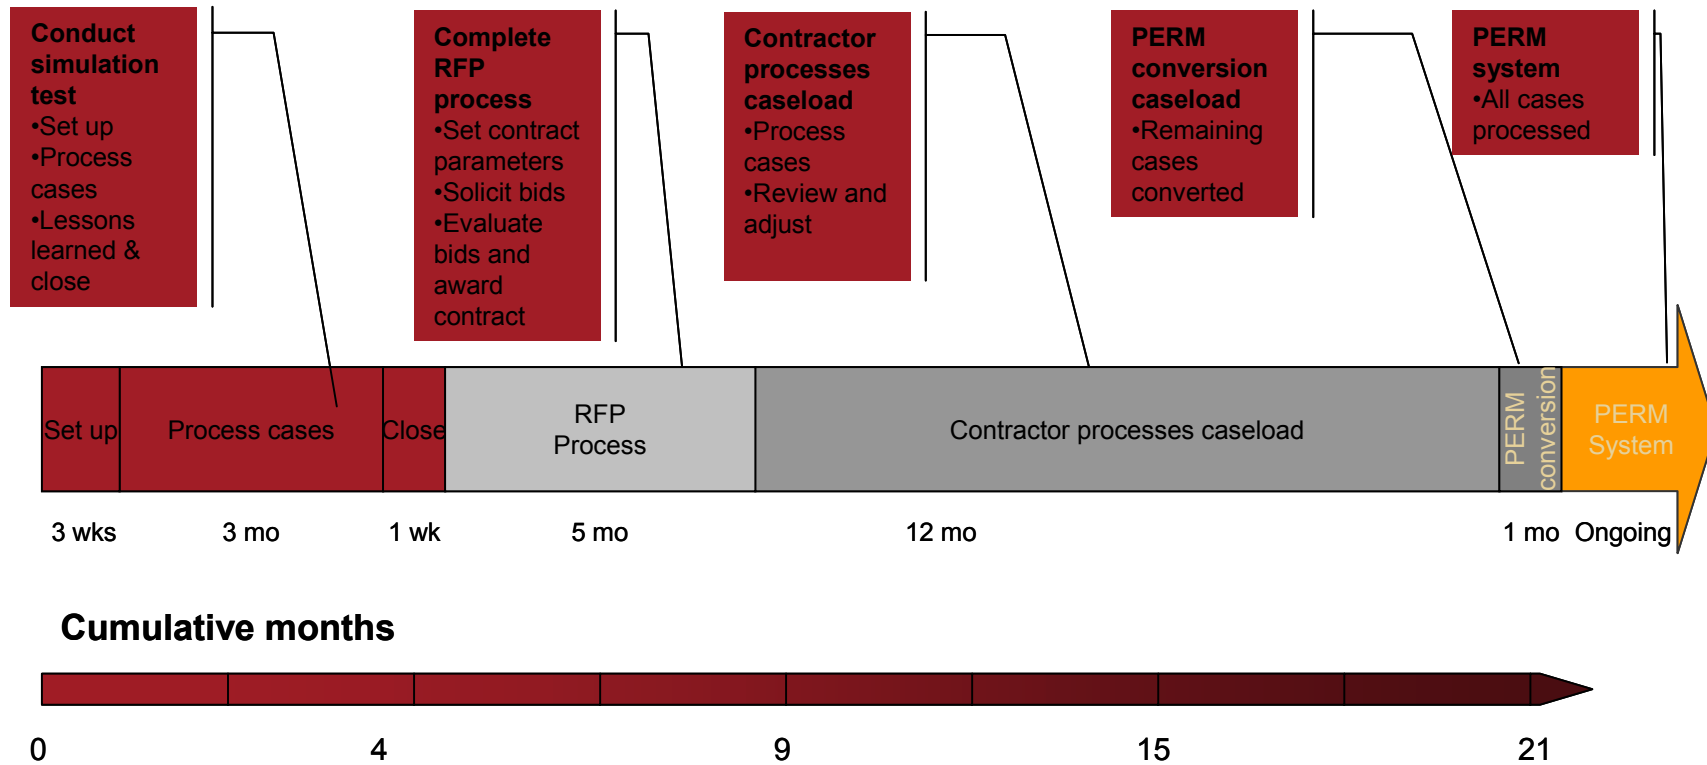 Conduct
simulation
test
•Set up
•Process
cases
•Lessons
learned &
close
Complete
RFP
process
•Set contract
parameters
•Solicit bids
•Evaluate
bids and
award
contract
Contractor
processes
caseload
•Process
cases
•Review and
adjust
PERM
conversion
caseload
•Remaining
cases
converted
PERM
system
•All cases
processed
Set up
Process cases
Close
RFP
Process
Contractor processes caseload
PERM
conversion
PERM
System
3 wks
3 mo
1 wk
5 mo
12 mo
1 mo
Ongoing
Cumulative months
0
4
9
15
21